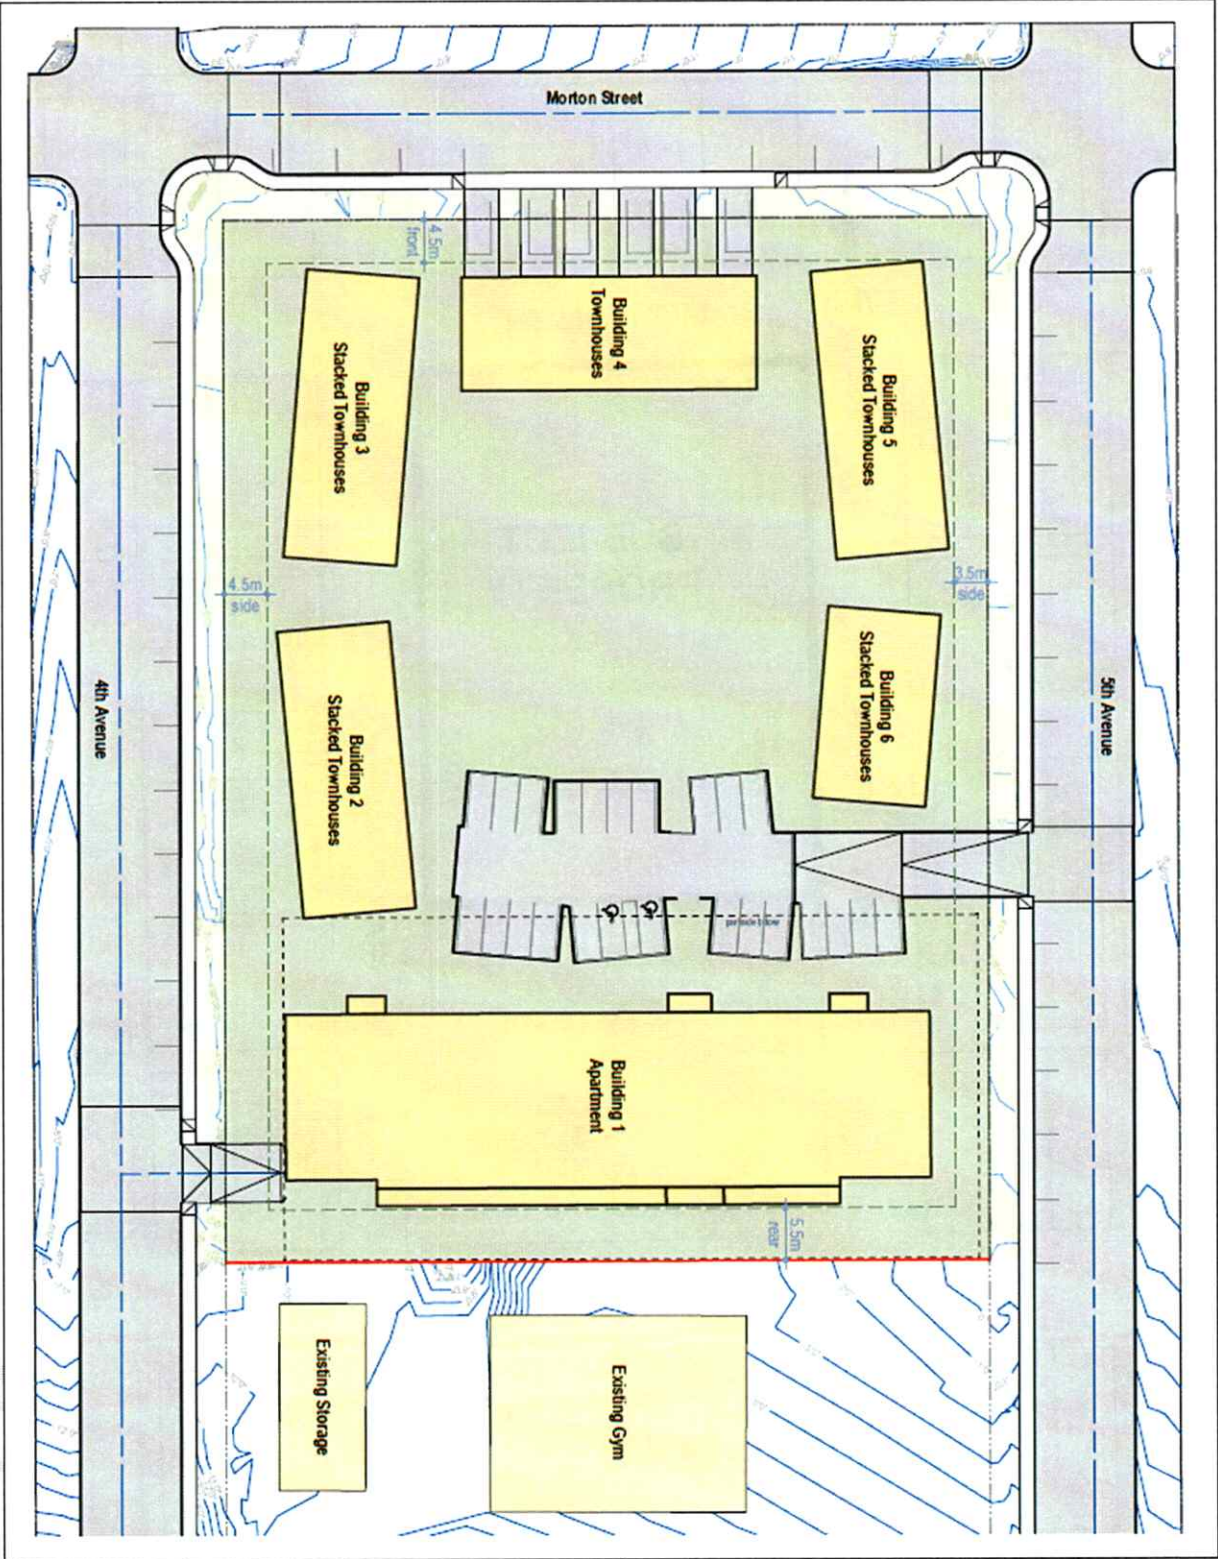 Morton Street
4.5m
front
Building 4
Townhouses
Building 3
Stacked Townhouses
Building 5
Stacked Townhouses
4.5m
side
3.5m
side
Building 2
Stacked Townhouses
Building 6
Stacked Townhouses
4th Avenue
5th Avenue
Building 1
Apartment
5.5m
rear
Existing Storage
Existing Gym